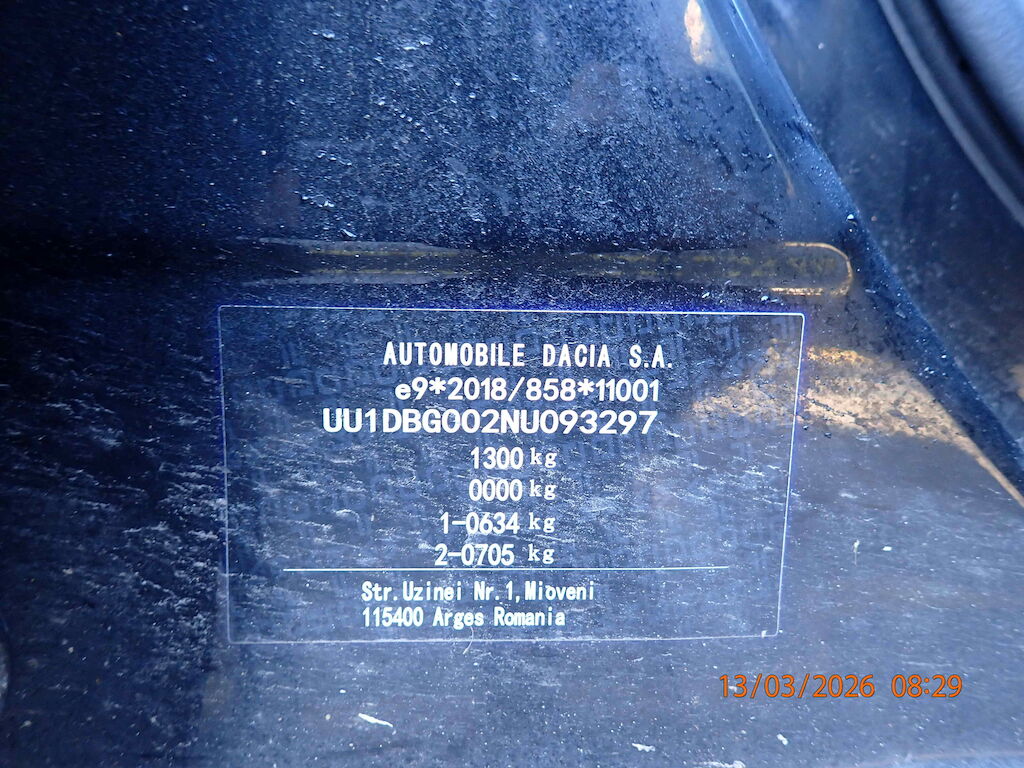 AUTOMOBILE DACIA S.A.
e9*2018/858*11001
UU1DBG002NU093297
1300 kg
0000 kg
1-0634 kg
2-0705 kg
Str.Uzinei Nr.1,Mioveni
115400 Arges Romania
13/03/2026 08:29